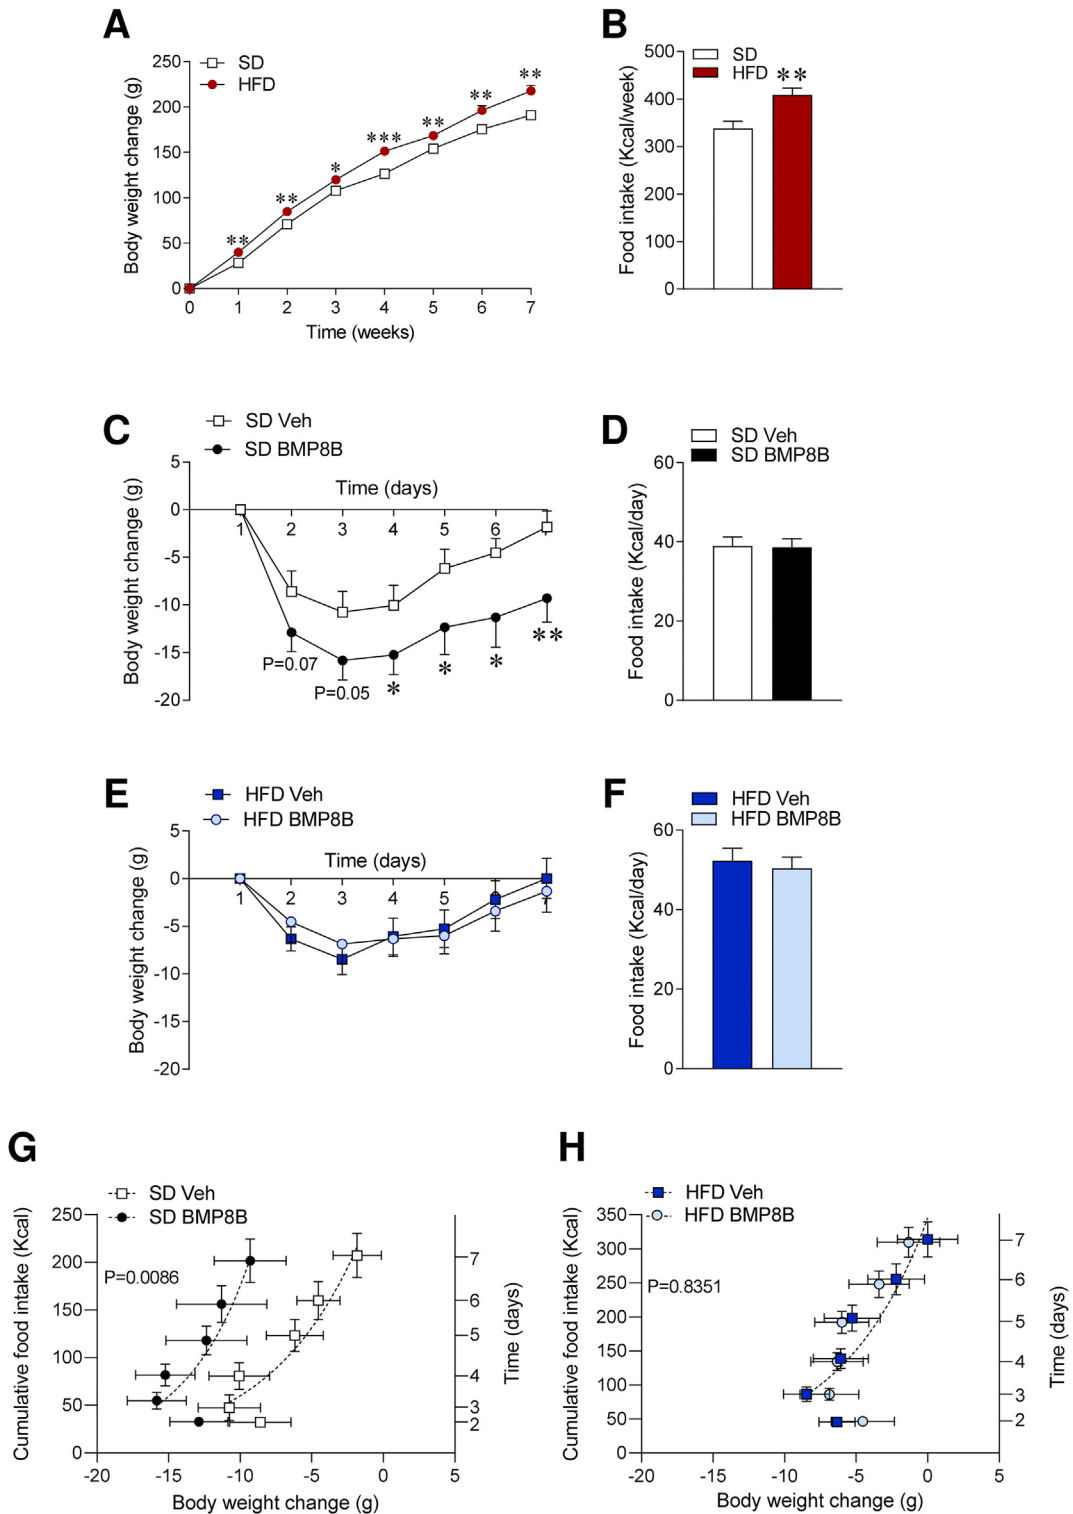 A
SD
HFD
Body weight change (g)
250
200
150
100
50
0
** ** * *** ** ** **
0 1 2 3 4 5 6 7
Time (weeks)
B
SD
HFD
Food intake (Kcal/week)
500
400
300
200
100
0
**
C
SD Veh
SD BMP8B
Body weight change (g)
5
0
-5
-10
-15
-20
Time (days)
1 2 3 4 5 6
P=0.07
P=0.05
* * * **
D
SD Veh
SD BMP8B
Food intake (Kcal/day)
60
40
20
0
E
HFD Veh
HFD BMP8B
Body weight change (g)
5
0
-5
-10
-15
-20
Time (days)
1 2 3 4 5
F
HFD Veh
HFD BMP8B
Food intake (Kcal/day)
60
40
20
0
G
SD Veh
SD BMP8B
Cumulative food intake (Kcal)
250
200
150
100
50
0
P=0.0086
7
6
5
4
3
2
Time (days)
-20 -15 -10 -5 0 5
Body weight change (g)
H
HFD Veh
HFD BMP8B
Cumulative food intake (Kcal)
350
300
250
200
150
100
50
0
P=0.8351
7
6
5
4
3
2
Time (days)
-20 -15 -10 -5 0 5
Body weight change (g)